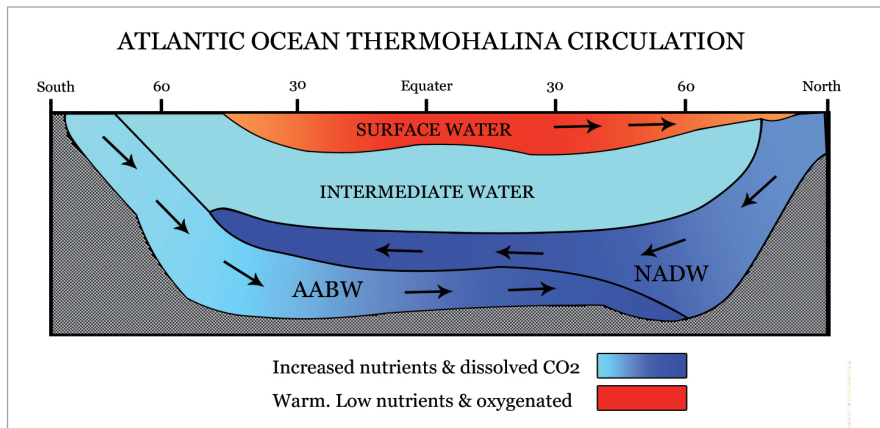 ATLANTIC OCEAN THERMOHALINA CIRCULATION
South 60 30 Equater 30 60 North
SURFACE WATER
INTERMEDIATE WATER
NADW
AABW
Increased nutrients & dissolved CO2
Warm. Low nutrients & oxygenated